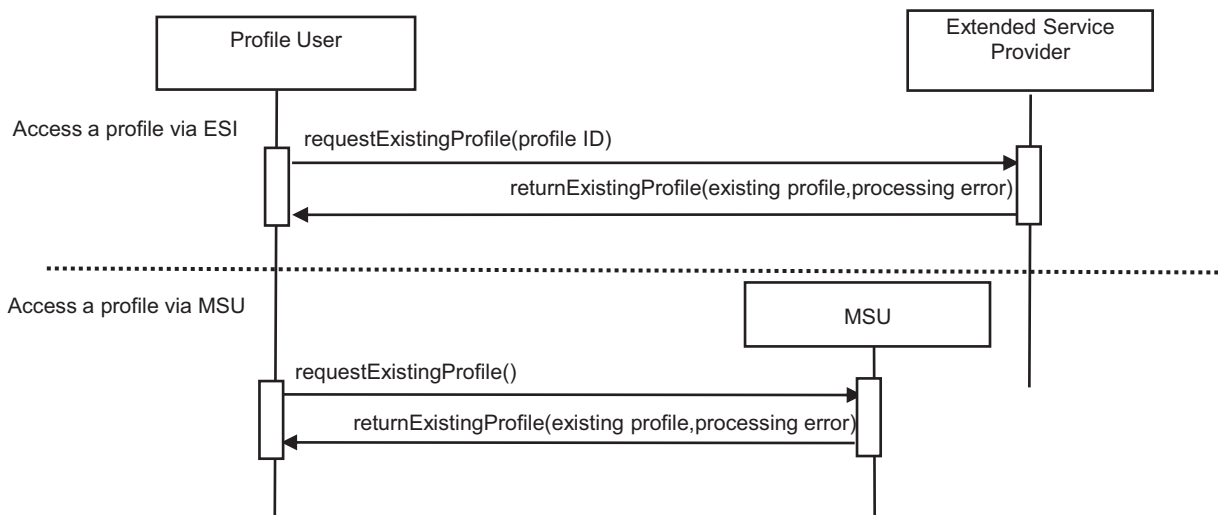 Profile User
Extended Service
Provider
Access a profile via ESI
requestExistingProfile(profile ID)
returnExistingProfile(existing profile,processing error)
Access a profile via MSU
MSU
requestExistingProfile()
returnExistingProfile(existing profile,processing error)